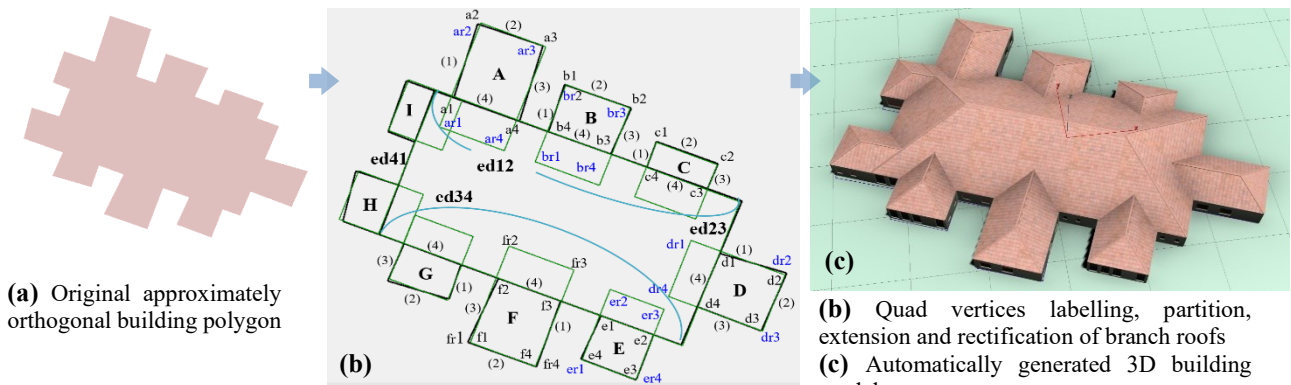 a2
(2)
ar2
a3
ar3
A
(1)
(3)
b1
(2)
br2
b2
br3
B
I
(4)
a1
ar1
a4
ar4
(1)
b4
(4)
b3
(3)
c1
(2)
c2
C
br1
br4
(1)
c4
(4)
c3
(3)
ed41
ed12
H
ed34
ed23
dr1
(1)
d1
dr2
d2
(4)
fr2
(3)
G
(1)
(2)
fr3
(4)
f2
dr4
D
(2)
d4
(3)
d3
dr3
er2
er3
(3)
F
f3
(1)
e1
e2
fr1
f1
f4
fr4
(2)
E
e4
e3
er1
er4
(a) Original approximately
orthogonal building polygon
(b)
(c)
(b) Quad vertices labelling, partition,
extension and rectification of branch roofs
(c) Automatically generated 3D building